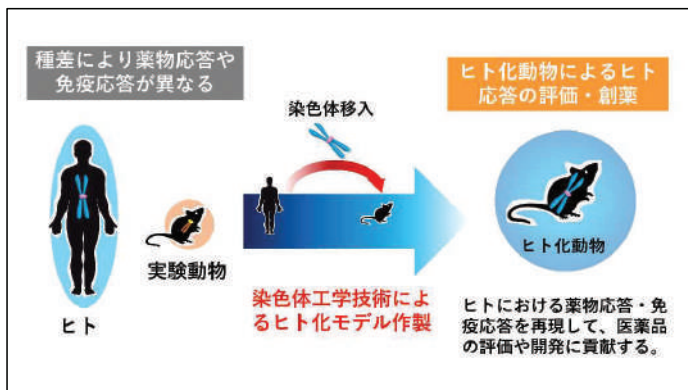 種差により薬物応答や
免疫応答が異なる
ヒト
実験動物
染色体移入
染色体工学技術によ
るヒト化モデル作製
ヒト化動物によるヒト
応答の評価・創薬
ヒト化動物
ヒトにおける薬物応答・免
疫応答を再現して、医薬品
の評価や開発に貢献する。